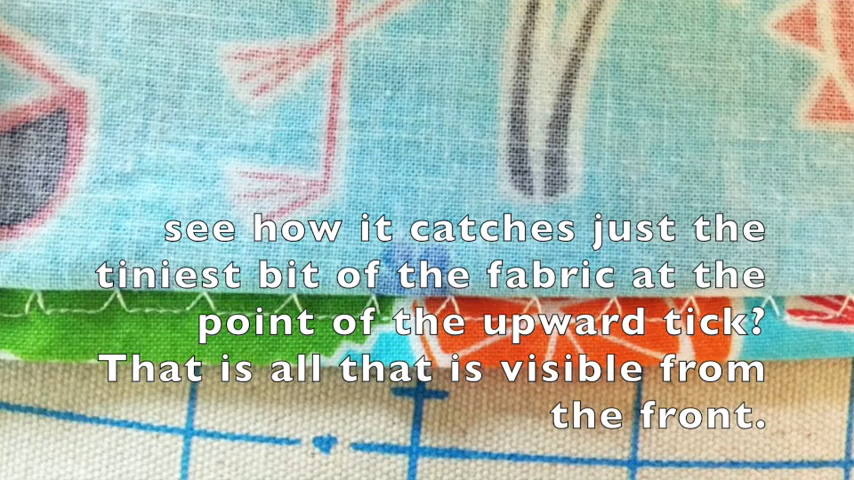 see how it catches just the
tiniest bit of the fabric at the
point of the upward tick?
That is all that is visible from
the front.